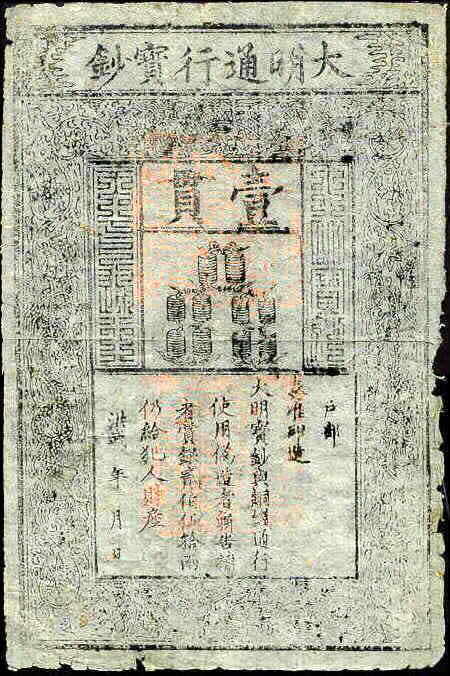 大明通行寶鈔
壹貫
戶部
奏准印造
大明寶鈔與銅錢通行
使用偽造者斬告捕
者賞銀貳伯伍拾兩
仍給犯人財產
洪武 年 月 日